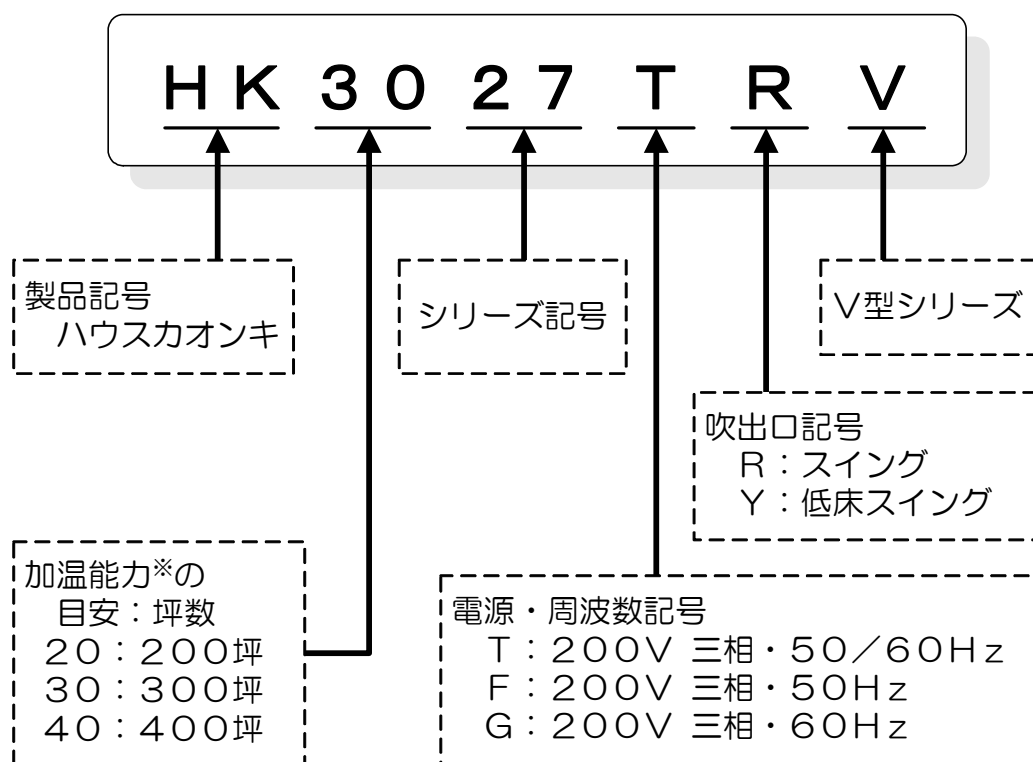 ＨＫ３０２７ＴＲＶ
製品記号
ハウスカオンキ
シリーズ記号
Ｖ型シリーズ
吹出口記号
Ｒ：スイング
Ｙ：低床スイング
加温能力※の
目安：坪数
２０：２００坪
３０：３００坪
４０：４００坪
電源・周波数記号
Ｔ：２００Ｖ 三相・５０／６０Ｈｚ
Ｆ：２００Ｖ 三相・５０Ｈｚ
Ｇ：２００Ｖ 三相・６０Ｈｚ